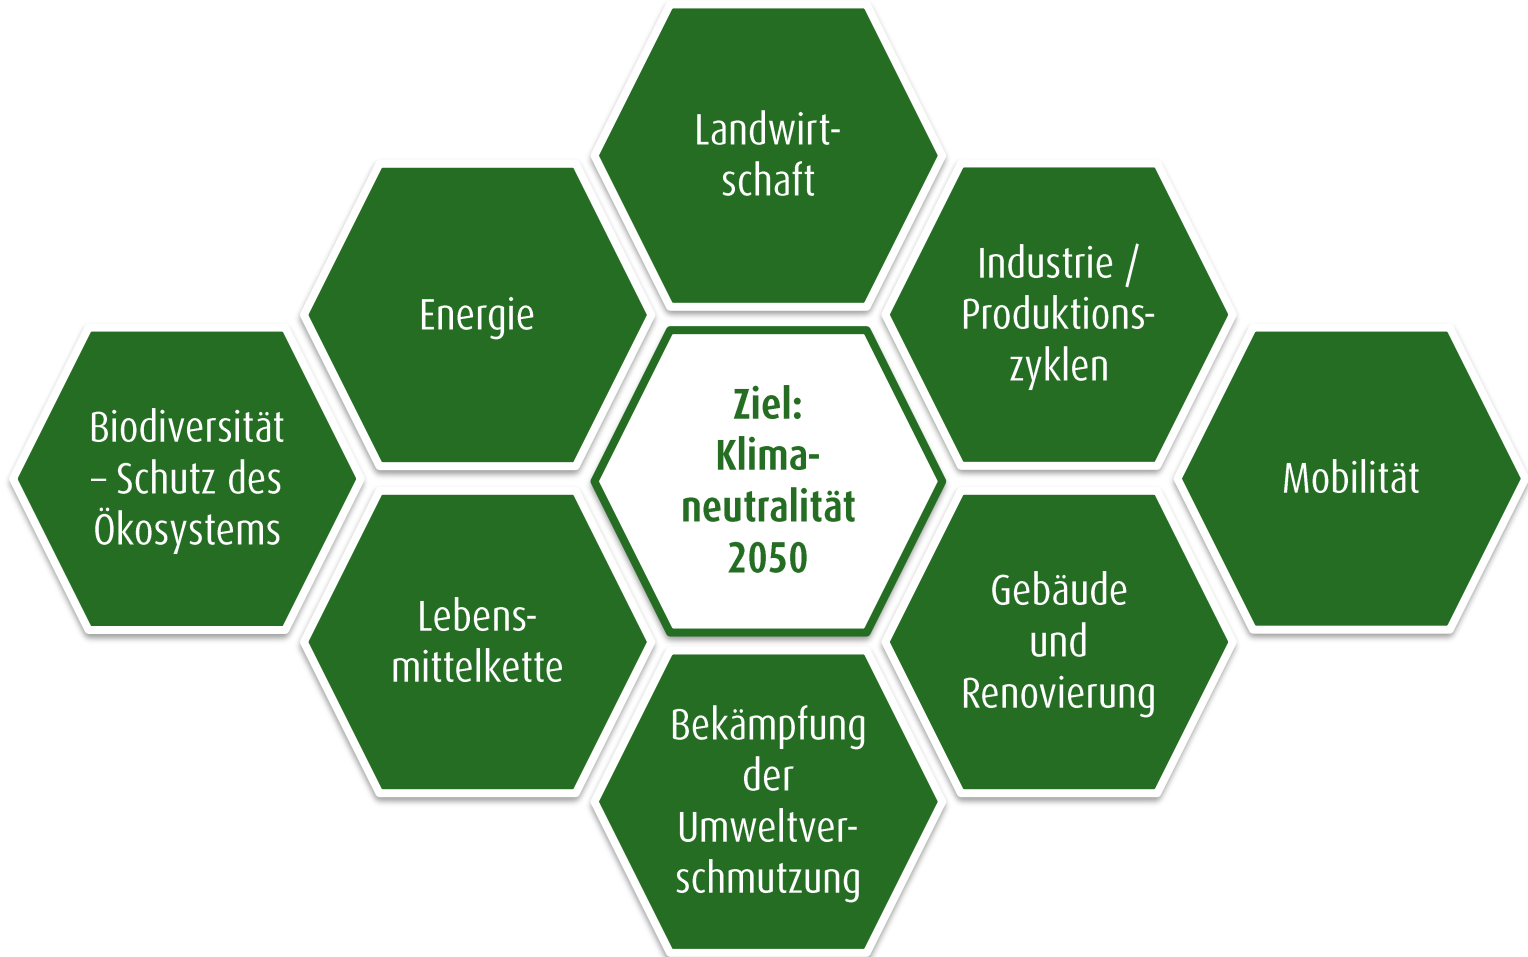 Landwirt-
schaft
Energie
Industrie /
Produktions-
zyklen
Biodiversität
– Schutz des
Ökosystems
Ziel:
Klima-
neutralität
2050
Mobilität
Lebens-
mittelkette
Gebäude
und
Renovierung
Bekämpfung
der
Umweltver-
schmutzung